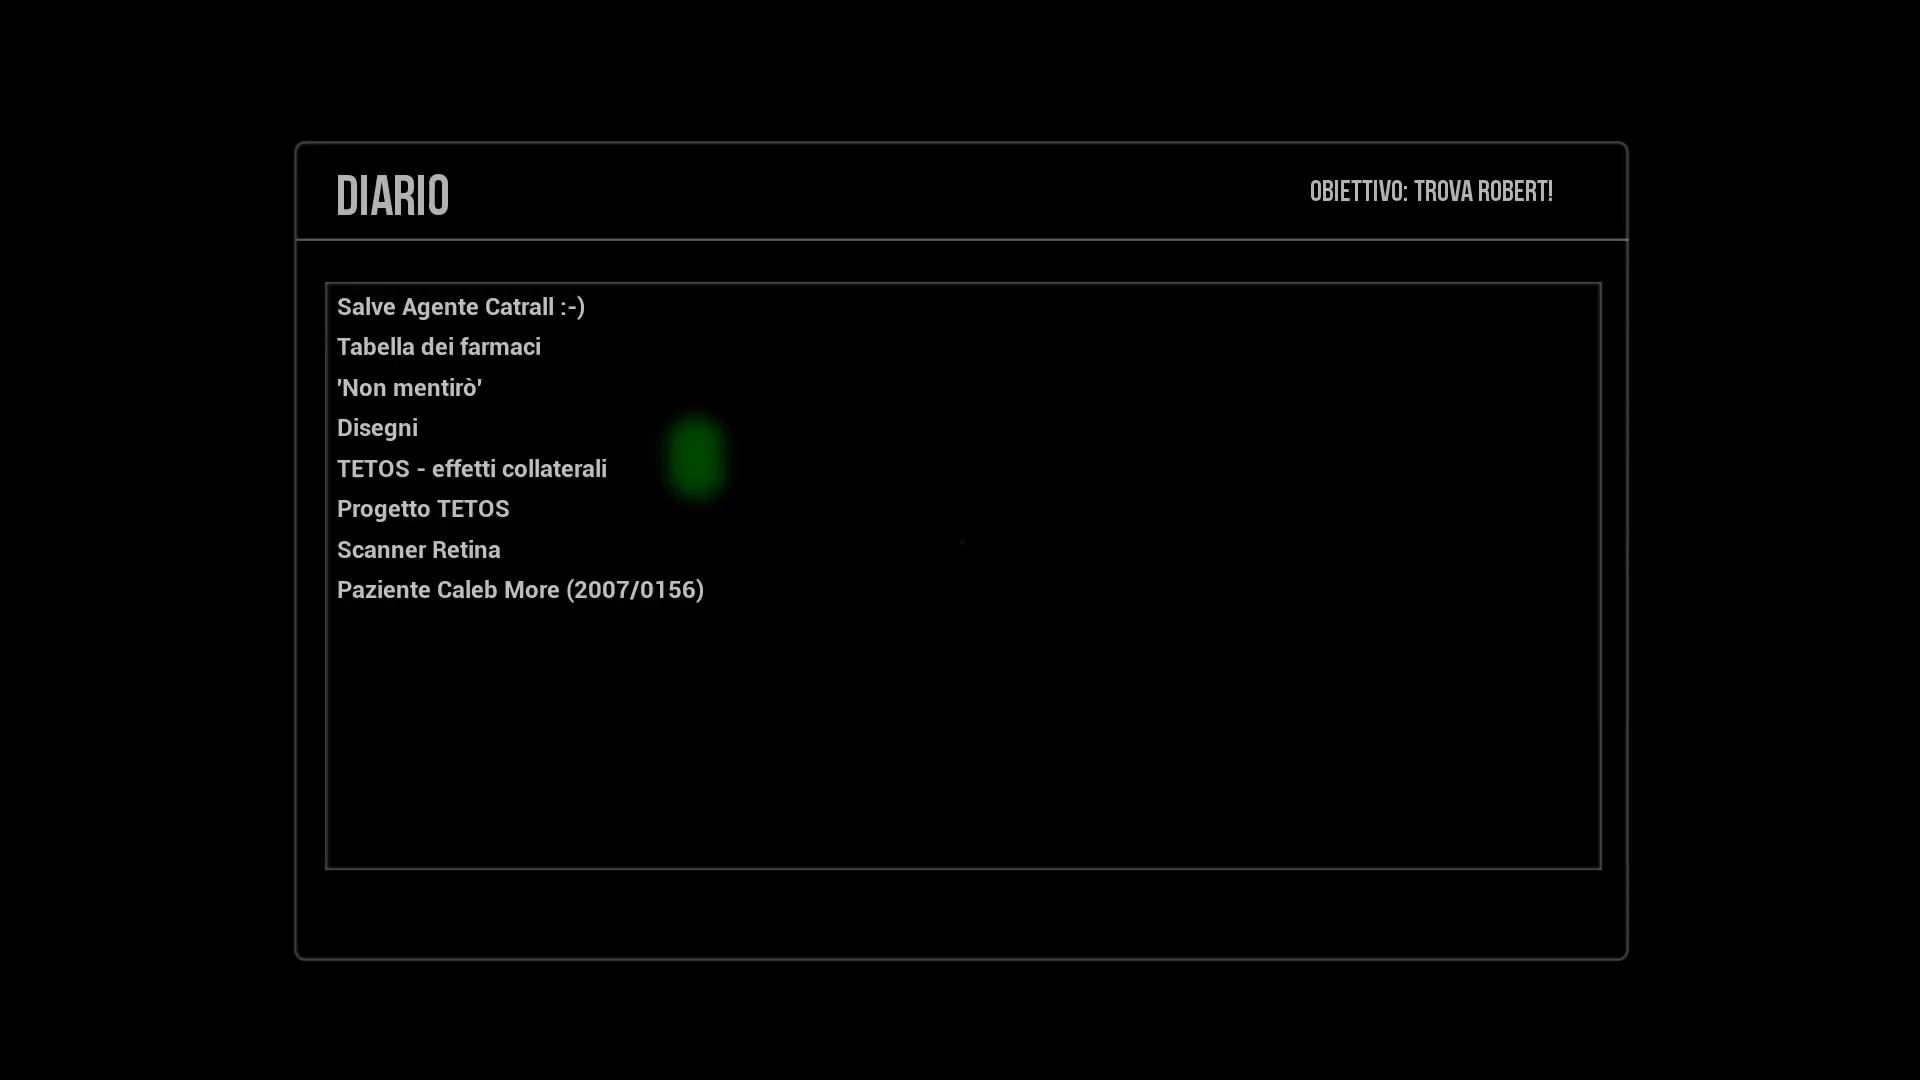 DIARIO
OBIETTIVO: TROVA ROBERT!
Salve Agente Catrall :-)
Tabella dei farmaci
'Non mentirò'
Disegni
TETOS - effetti collaterali
Progetto TETOS
Scanner Retina
Paziente Caleb More (2007/0156)